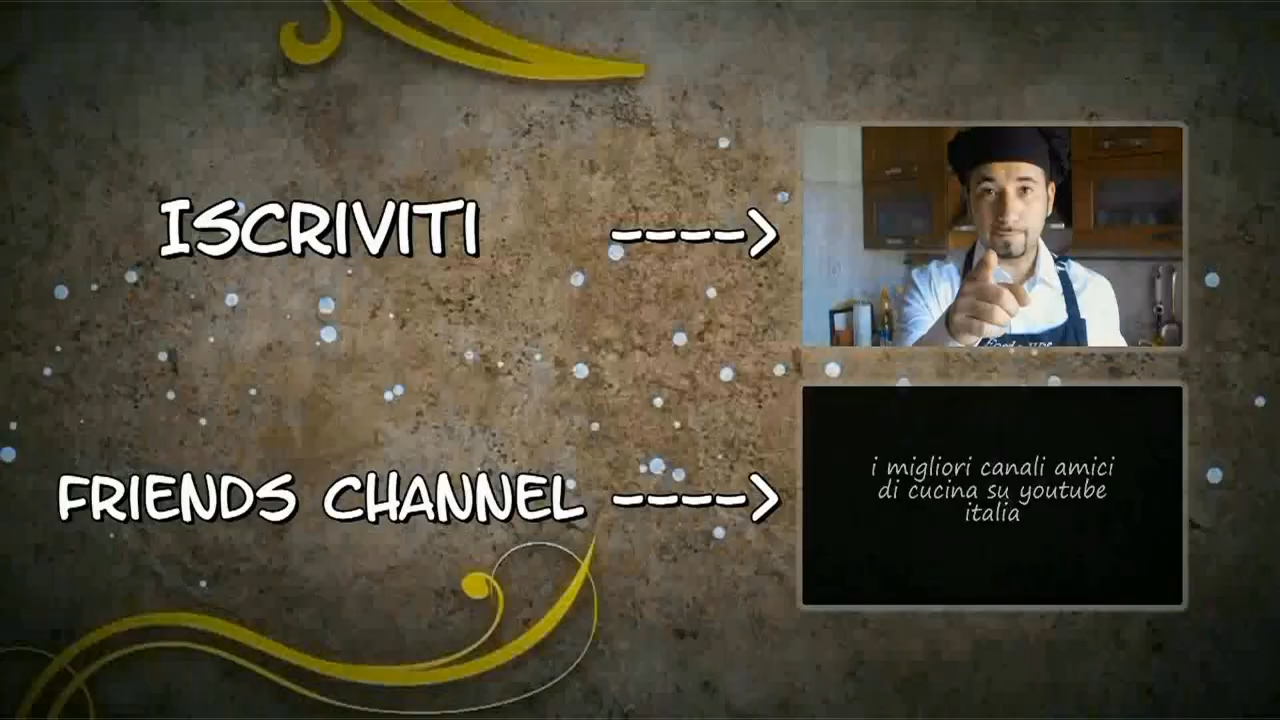 ISCRIVITI ---->
FRIENDS CHANNEL ---->
i migliori canali amici
di cucina su youtube
italia